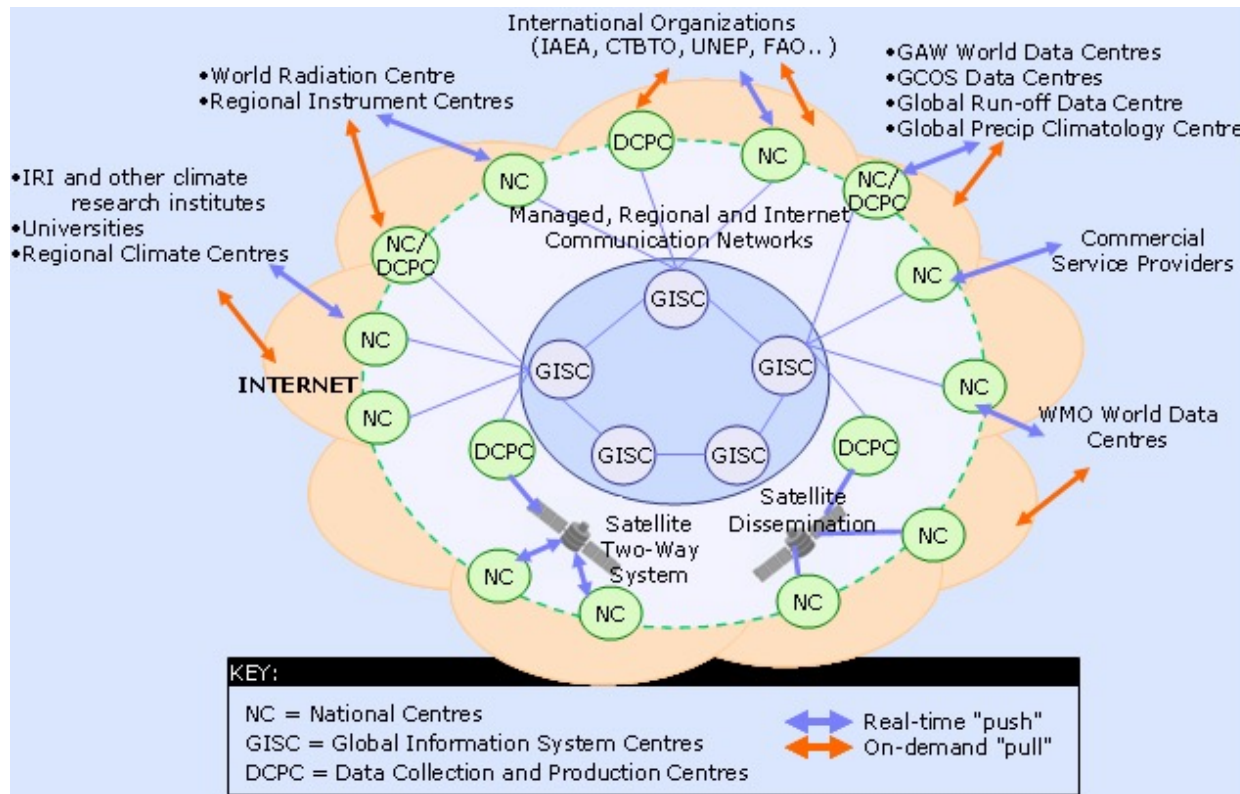 International Organizations
(IAEA, CTBTO, UNEP, FAO.. )
•GAW World Data Centres
•GCOS Data Centres
•Global Run-off Data Centre
•Global Precip Climatology Centre
•World Radiation Centre
•Regional Instrument Centres
•IRI and other climate
research institutes
•Universities
•Regional Climate Centres
DCPC
NC
NC
NC/
DCPC
Managed, Regional and Internet
Communication Networks
NC/
DCPC
NC
Commercial
Service Providers
GISC
NC
GISC
GISC
INTERNET
NC
NC
WMO World Data
Centres
DCPC
GISC
GISC
DCPC
Satellite
Dissemination
Satellite
Two-Way
System
NC
NC
NC
NC
KEY:
NC = National Centres
GISC = Global Information System Centres
DCPC = Data Collection and Production Centres
Real-time "push"
On-demand "pull"